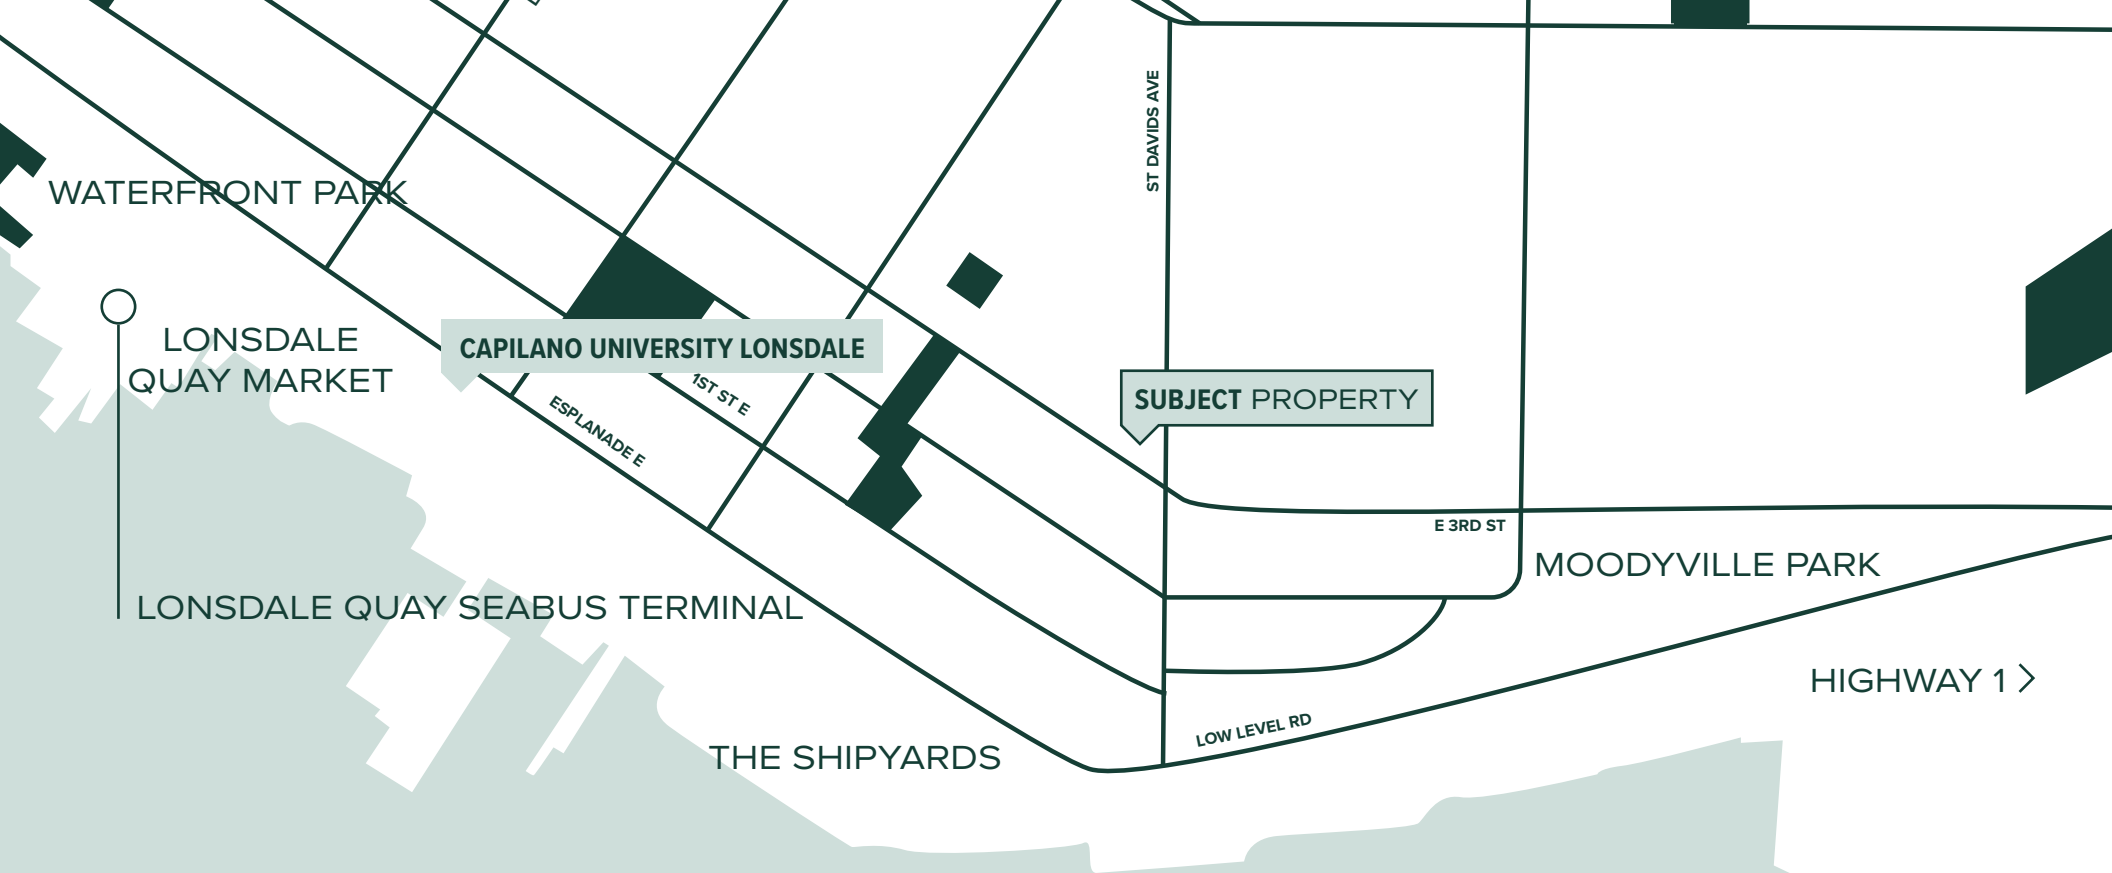 ST DAVIDS AVE
WATERFRONT PARK
LONSDALE
QUAY MARKET
CAPILANO UNIVERSITY LONSDALE
1ST ST E
ESPLANADE E
SUBJECT PROPERTY
E 3RD ST
MOODYVILLE PARK
LONSDALE QUAY SEABUS TERMINAL
HIGHWAY 1
LOW LEVEL RD
THE SHIPYARDS